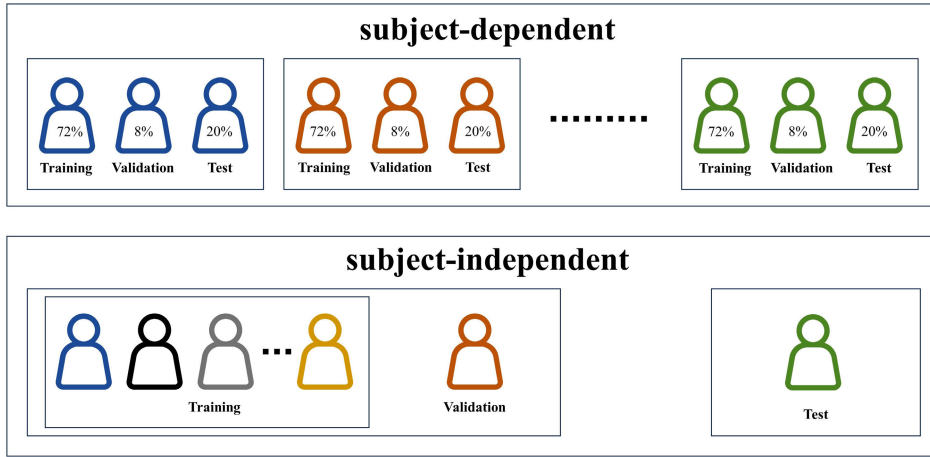 subject-dependent
72% 8% 20% 72% 8% 20% 72% 8% 20%
Training Validation Test Training Validation Test Training Validation Test
subject-independent
Training Validation Test